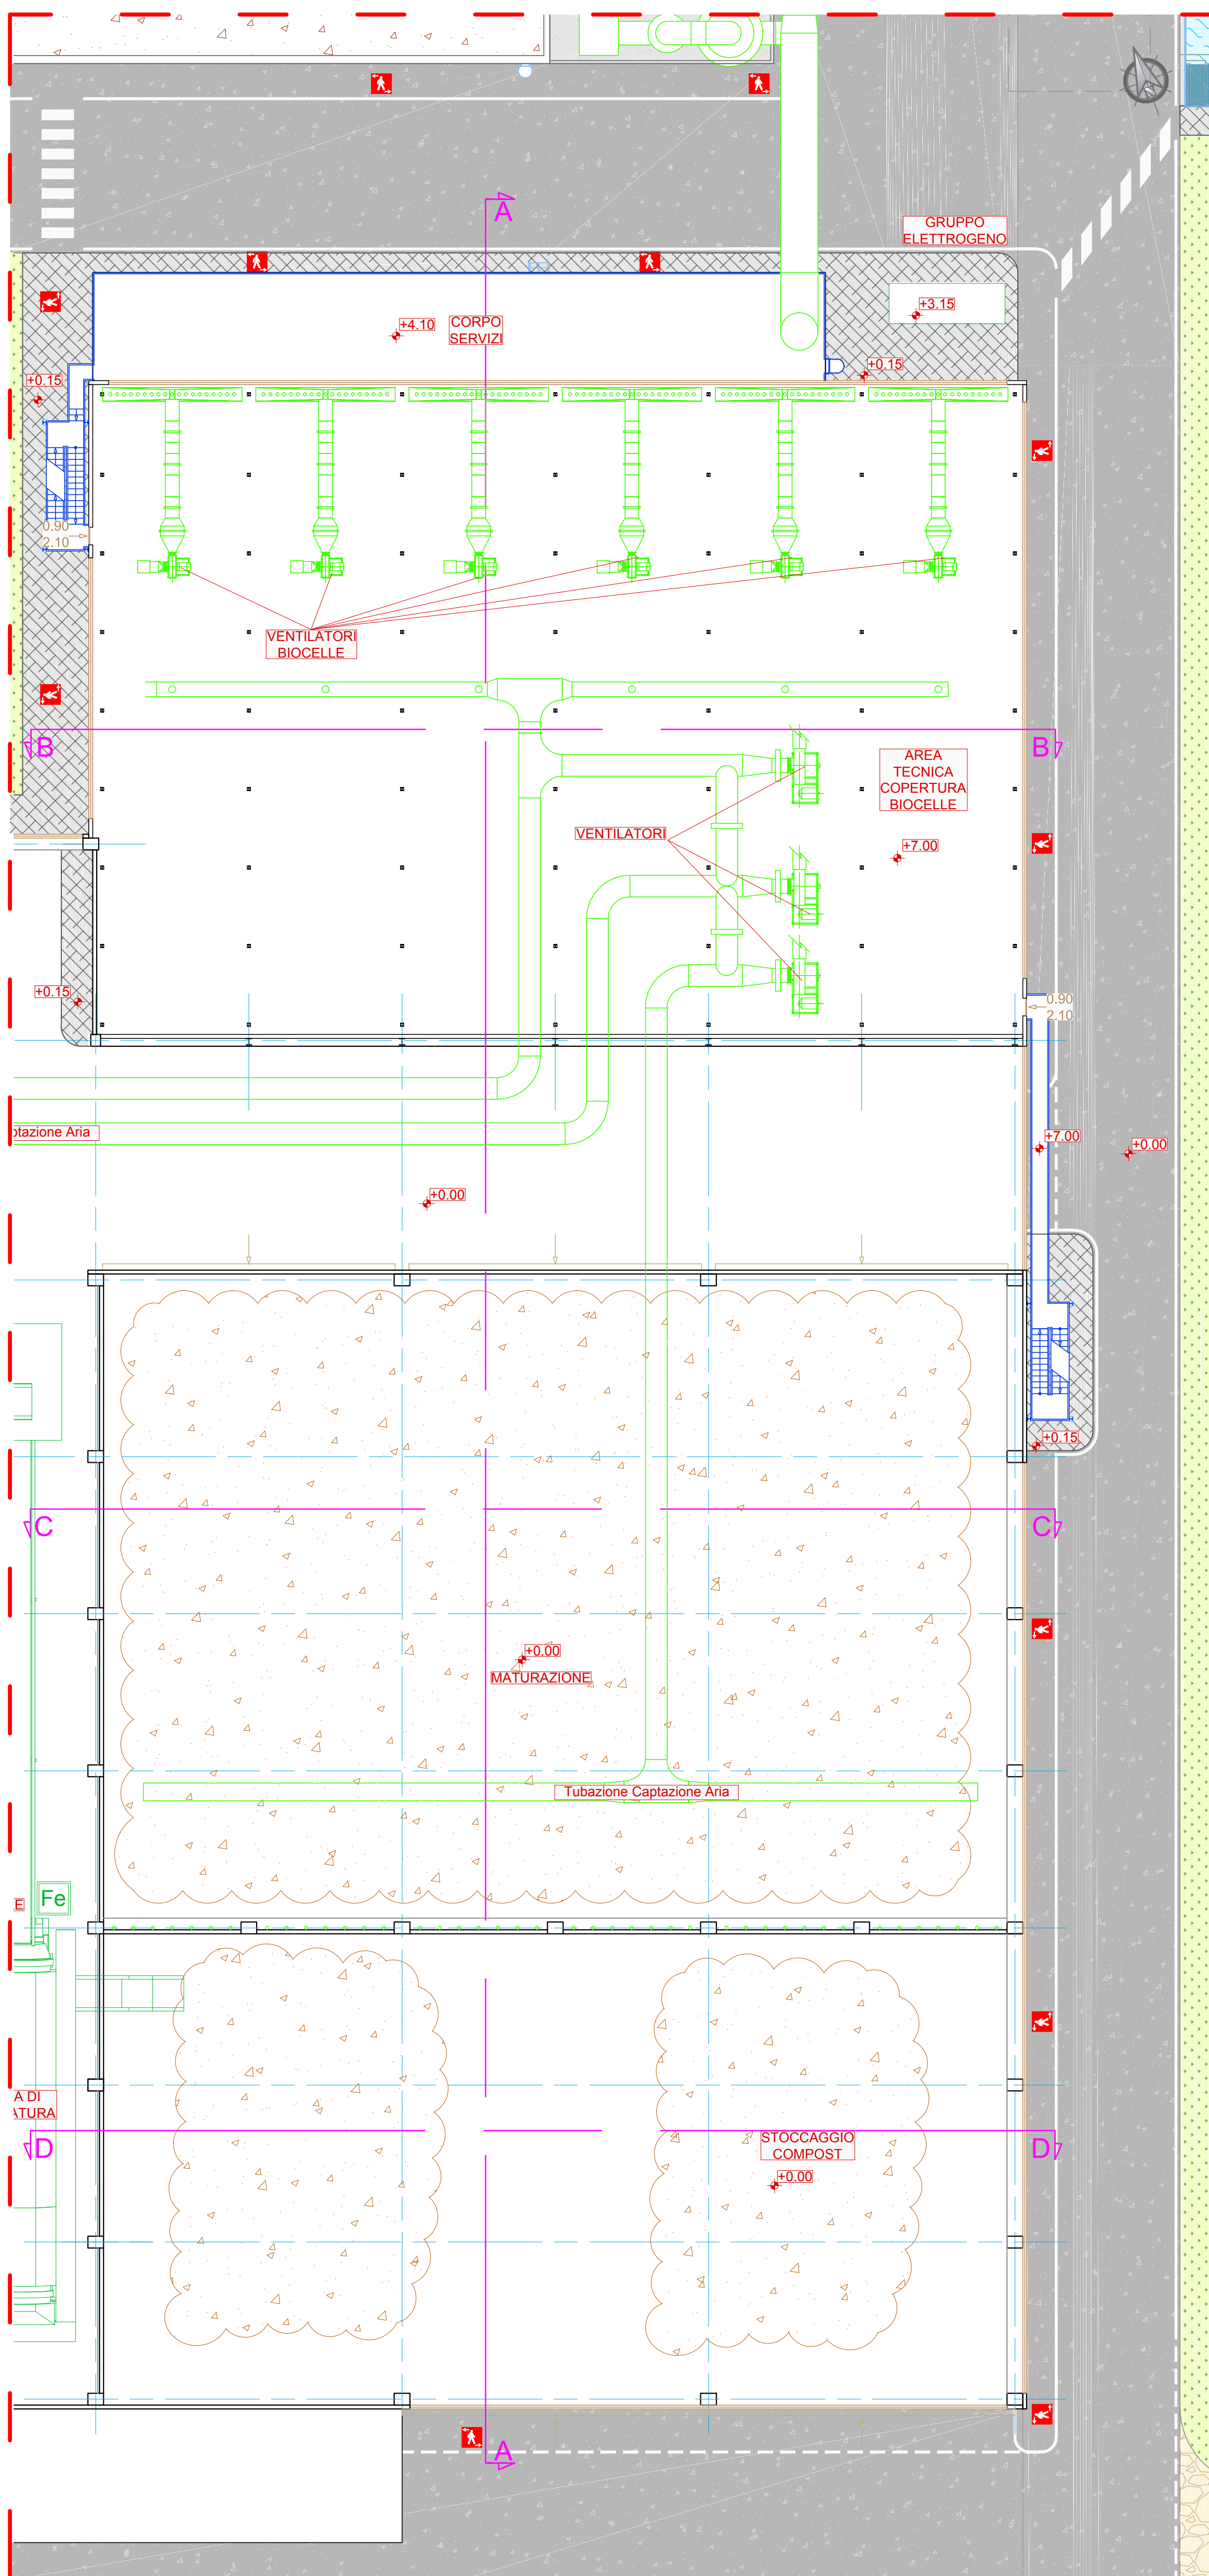 A
GRUPPO
ELETTROGENO
+3.15
+4.10
CORPO
SERVIZI
+0.15
+0.15
0.90
2.10
VENTILATORI
BIOCELLE
B
B
AREA
TECNICA
COPERTURA
BIOCELLE
VENTILATORI
+7.00
+0.15
0.90
2.10
otazione Aria
+7.00
+0.00
+0.00
+0.15
C
C
+0.00
MATURAZIONE
Tubazione Captazione Aria
Fe
E
A DI
ATURA
D
STOCCAGGIO
COMPOST
D
+0.00
A